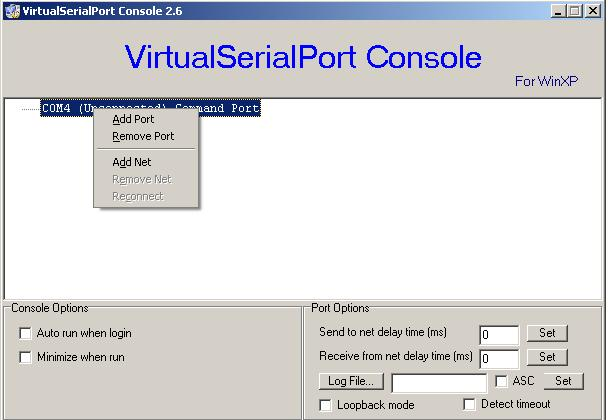 VirtualSerialPort Console 2.6
VirtualSerialPort Console
For WinXP
COM4 (Unconnected) Command Port
Add Port
Remove Port
Add Net
Remove Net
Reconnect
Console Options
Auto run when login
Minimize when run
Port Options
Send to net delay time (ms) 0 Set
Receive from net delay time (ms) 0 Set
Log File... ASC Set
Loopback mode Detect timeout